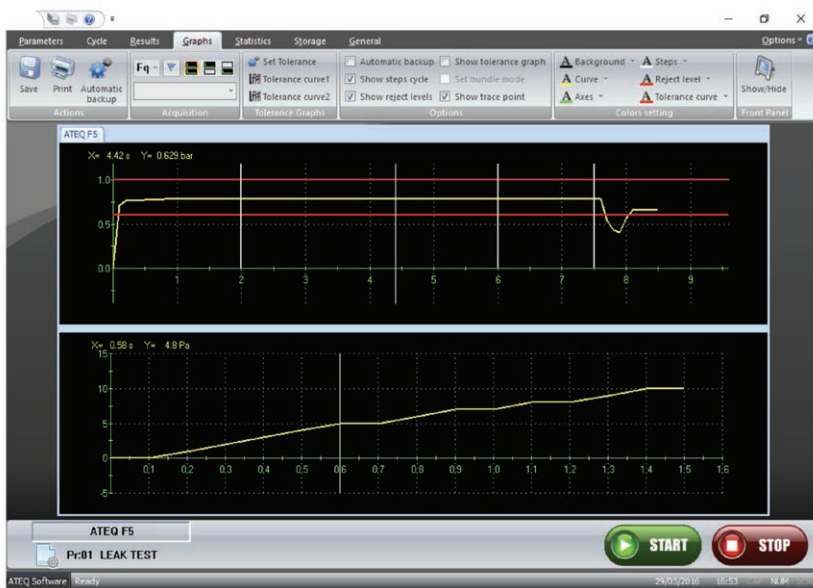 Parameters Cycle Results Graphs Statistics Storage General Options
Fq Set Tolerance Automatic backup Show tolerance graph A Background A Steps
Tolerance curve1 Show steps cycle Set bundle mode A Curve A Reject level
Save Print Automatic backup Tolerance curve2 Show reject levels Show trace point A Axes A Tolerance curve Show/Hide
Actions Acquisition Tolerance Graphs Options Colors setting Front Panel
ATEQ F5
X= 4.42 s Y= 0.629 bar
1.0
0.5
0.0
1 2 3 4 5 6 7 8 9
X= 0.58 s Y= 4.8 Pa
15
10
5
0
0.1 0.2 0.3 0.4 0.5 0.6 0.7 0.8 0.9 1.0 1.1 1.2 1.3 1.4 1.5 1.6
-5
ATEQ F5
Pr:01 LEAK TEST
START STOP
ATEQ Software Ready 29/03/2016 16:53 CAP NUM